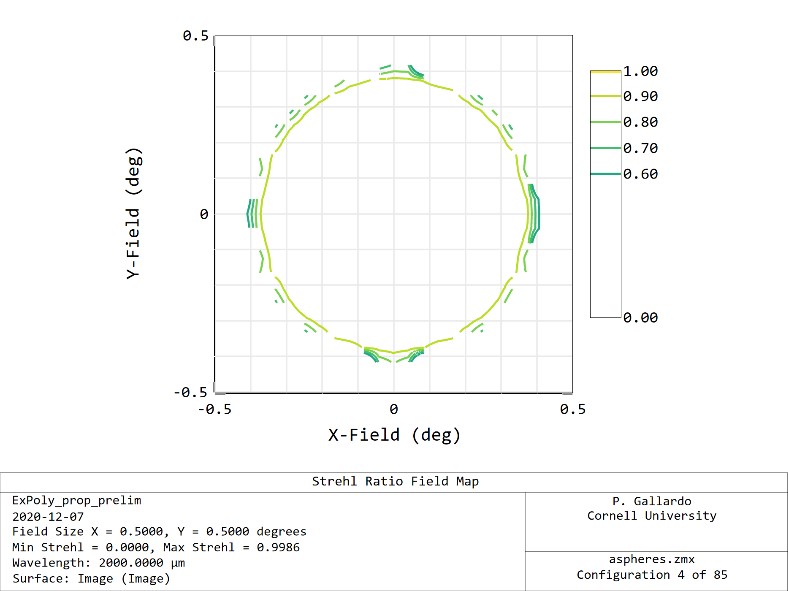 0.5
0
-0.5
Y-Field (deg)
-0.5
0
0.5
X-Field (deg)
1.00
0.90
0.80
0.70
0.60
0.00
Strehl Ratio Field Map
ExPoly_prop_prelim
2020-12-07
Field Size X = 0.5000, Y = 0.5000 degrees
Min Strehl = 0.0000, Max Strehl = 0.9986
Wavelength: 2000.0000 µm
Surface: Image (Image)
P. Gallardo
Cornell University
aspheres.zmx
Configuration 4 of 85